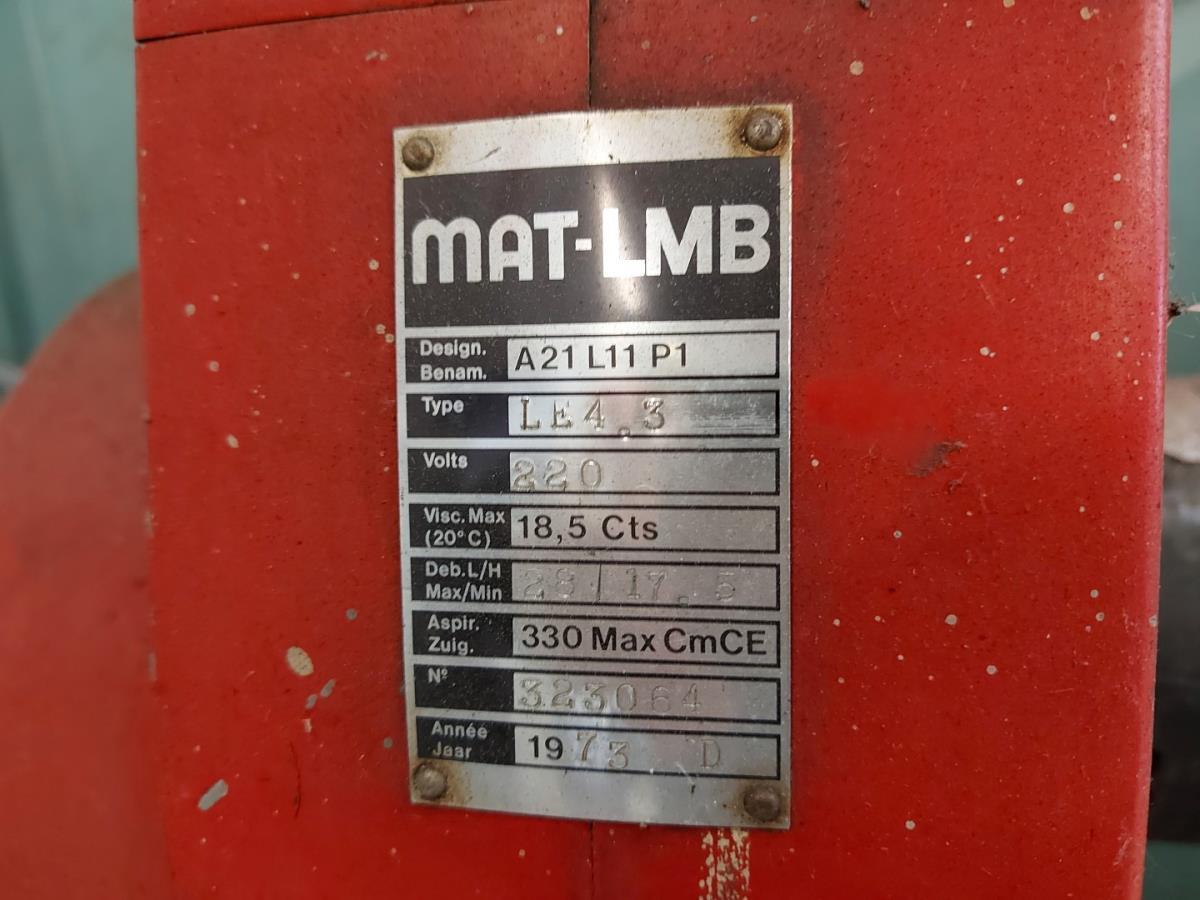 MAT-LMB
Design.
Benam. A21 L11 P1
Type LE4.3
Volts 220
Visc. Max
(20°C) 18,5 Cts
Deb. L/H
Max/Min 28/17.5
Aspir.
Zuig. 330 Max CmCE
Nº 323064
Année
Jaar 1973 D